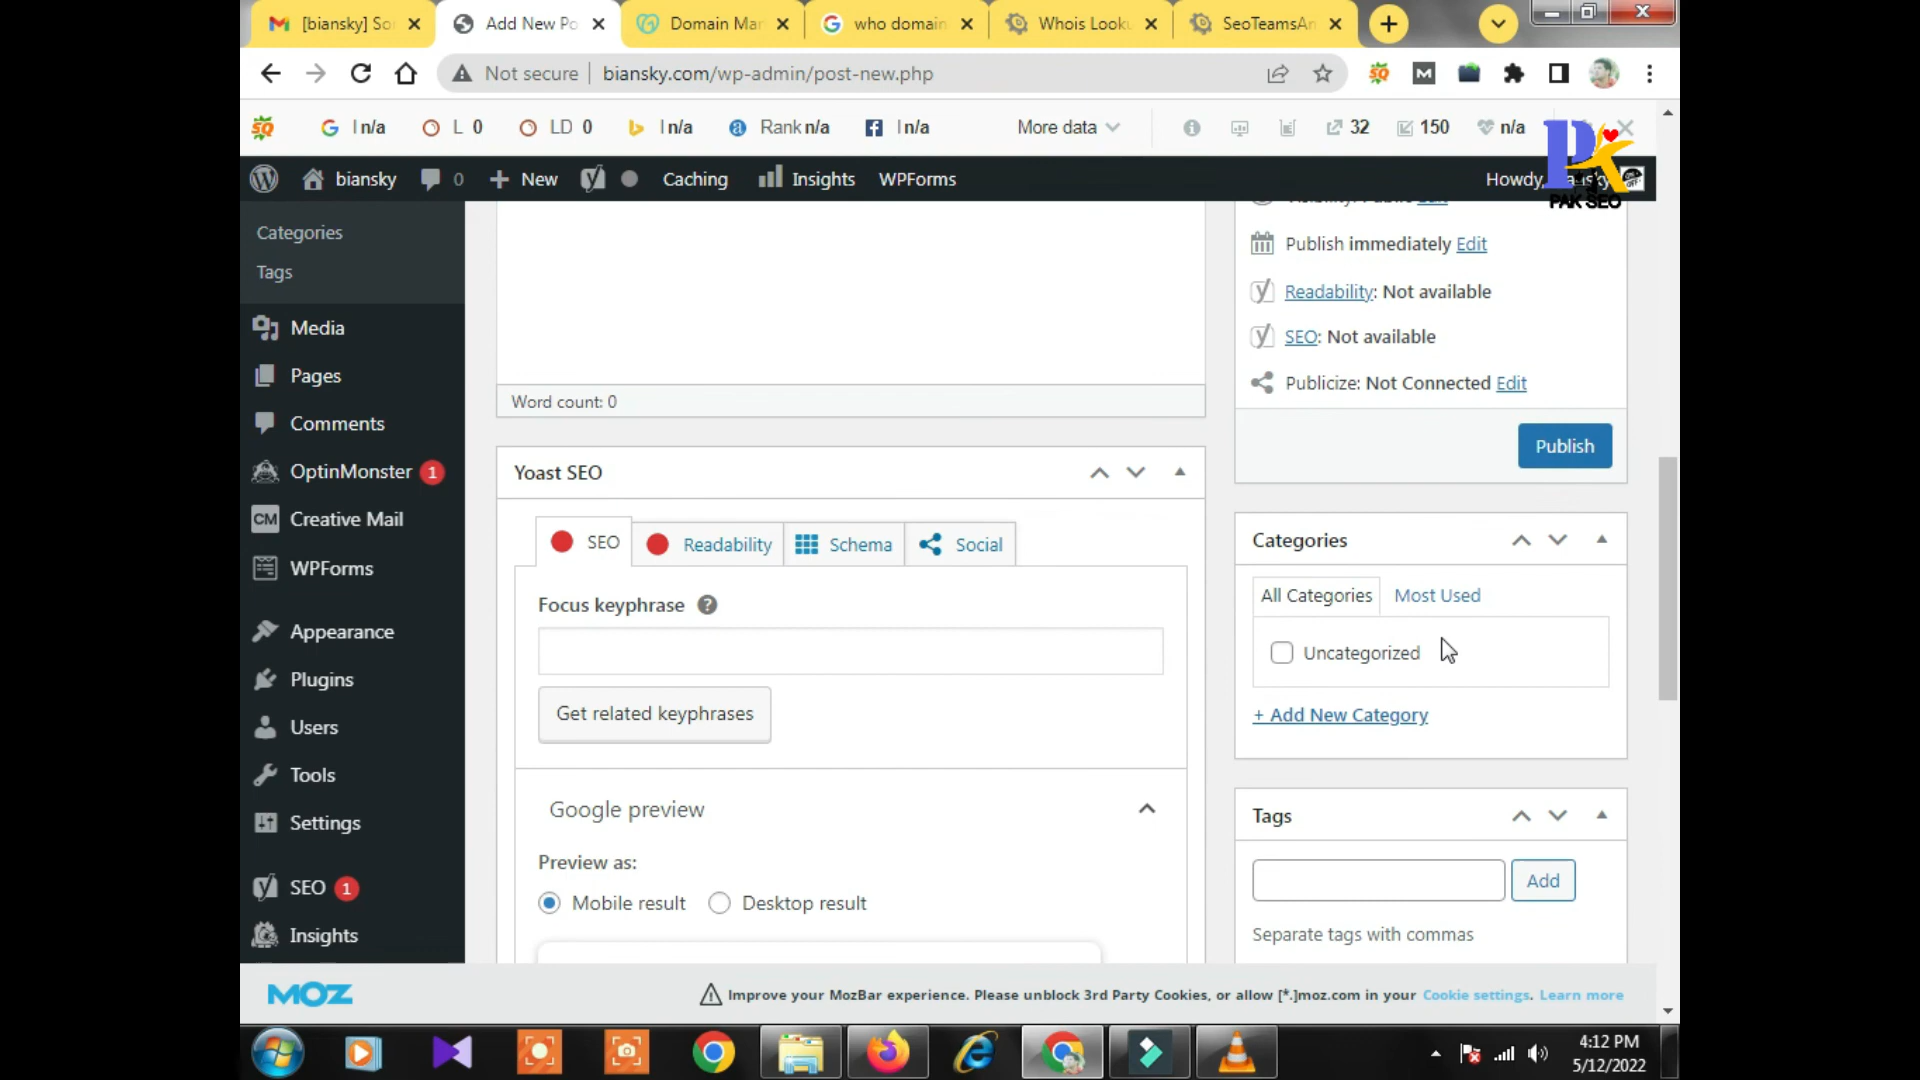 [biansky] So
Add New Po
Domain Mar
who domain
Whois Looku
SeoTeamsAn
Not secure
biansky.com/wp-admin/post-new.php
I n/a
L 0
LD 0
I n/a
Rank n/a
I n/a
More data
32
150
n/a
biansky
0
New
Caching
Insights
WPForms
Howdy,
PAK SEO
Categories
Tags
Media
Pages
Comments
OptinMonster 1
CM Creative Mail
WPForms
Appearance
Plugins
Users
Tools
Settings
SEO 1
Insights
Word count: 0
Yoast SEO
SEO
Readability
Schema
Social
Focus keyphrase ?
Get related keyphrases
Google preview
Preview as:
Mobile result
Desktop result
Visibility: Public Edit
Publish immediately Edit
Readability: Not available
SEO: Not available
Publicize: Not Connected Edit
Publish
Categories
All Categories
Most Used
Uncategorized
+ Add New Category
Tags
Add
Separate tags with commas
MOZ
Improve your MozBar experience. Please unblock 3rd Party Cookies, or allow [*.]moz.com in your Cookie settings. Learn more
4:12 PM
5/12/2022